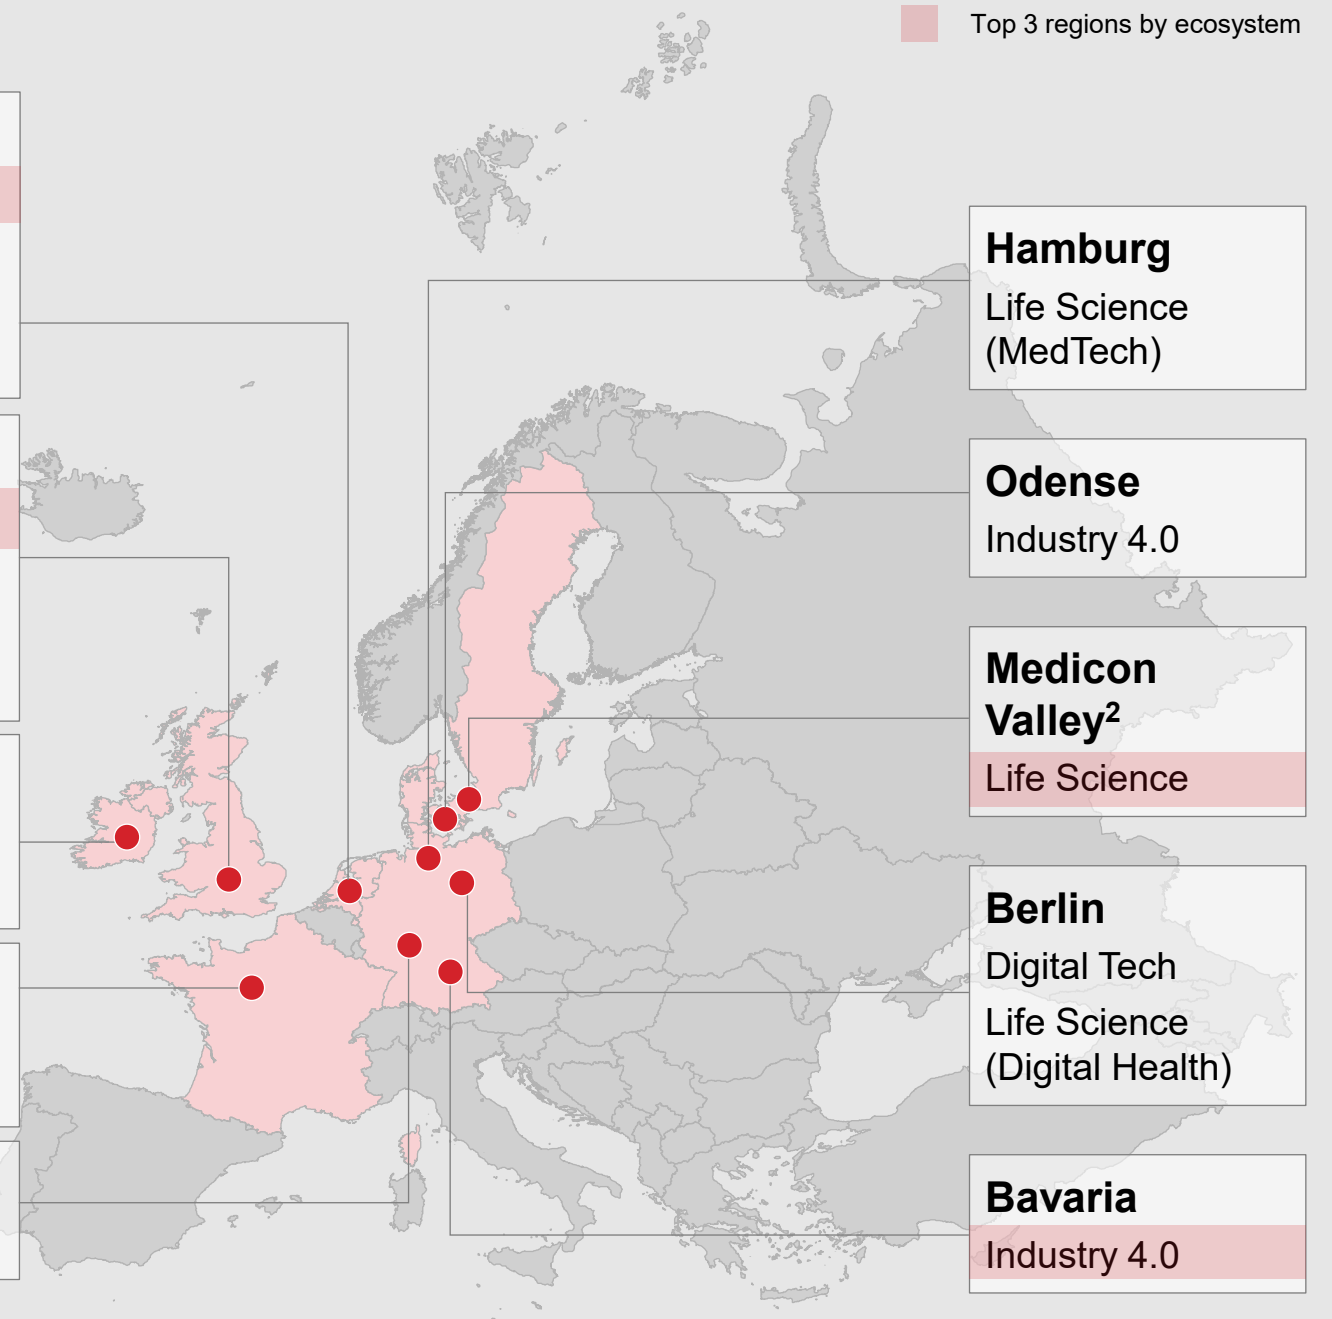 Top 3 regions by ecosystem
Hamburg
Life Science
(MedTech)
Odense
Industry 4.0
Medicon
Valley²
Life Science
Berlin
Digital Tech
Life Science
(Digital Health)
Bavaria
Industry 4.0